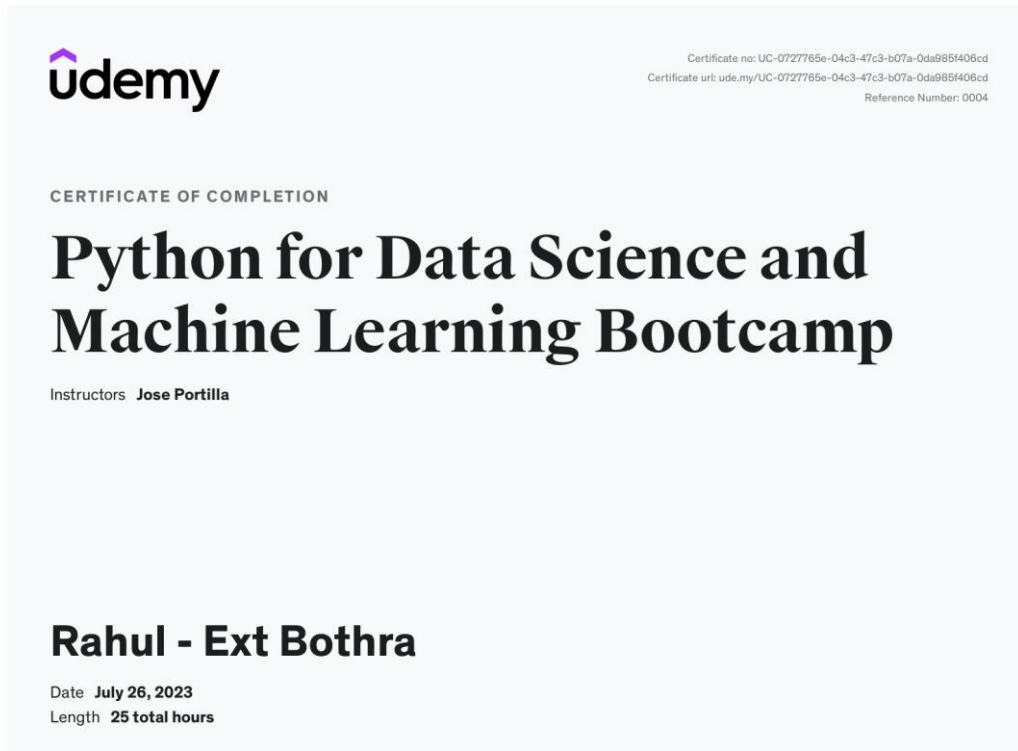 udemy
Certificate no: UC-0727765e-04c3-47c3-b07a-0da985f406cd
Certificate url: ude.my/UC-0727765e-04c3-47c3-b07a-0da985f406cd
Reference Number: 0004
CERTIFICATE OF COMPLETION
Python for Data Science and
Machine Learning Bootcamp
Instructors Jose Portilla
Rahul - Ext Bothra
Date July 26, 2023
Length 25 total hours